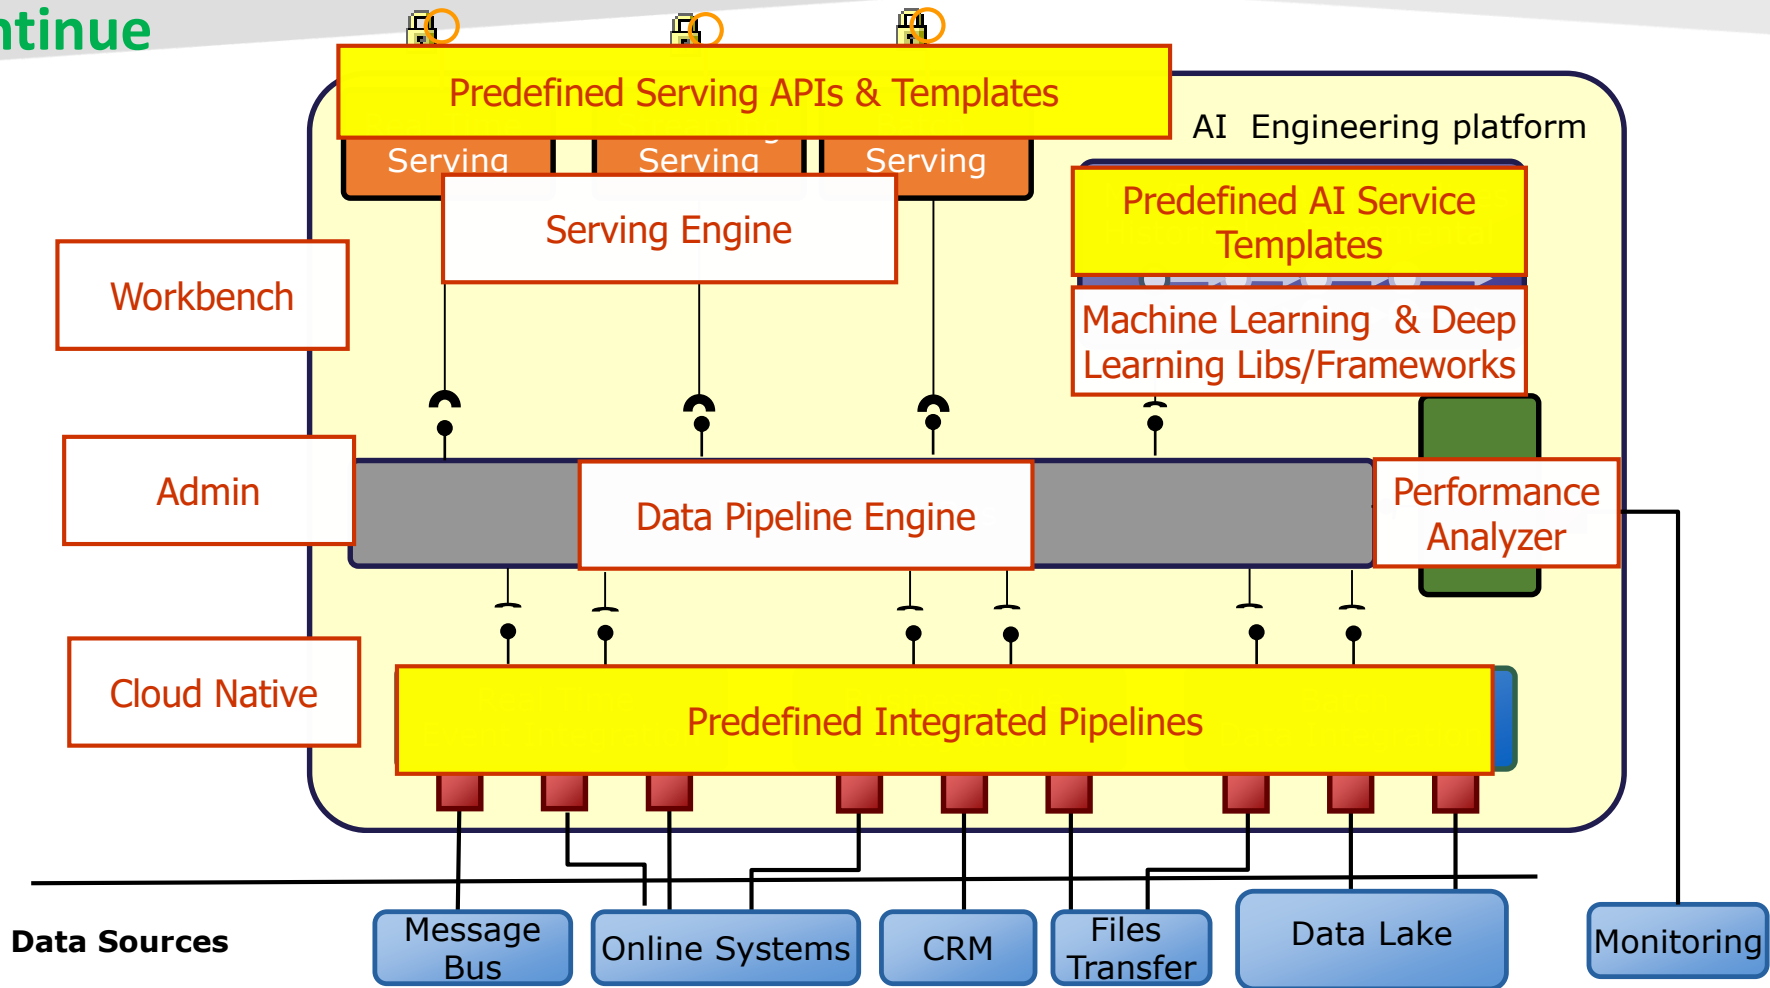 ntinue
Predefined Serving APIs & Templates
AI Engineering platform
Serving
Serving
Serving
Predefined AI Service
Templates
Serving Engine
Workbench
Machine Learning & Deep
Learning Libs/Frameworks
Admin
Data Pipeline Engine
Performance
Analyzer
Cloud Native
Predefined Integrated Pipelines
Data Sources
Message
Bus
Online Systems
CRM
Files
Transfer
Data Lake
Monitoring